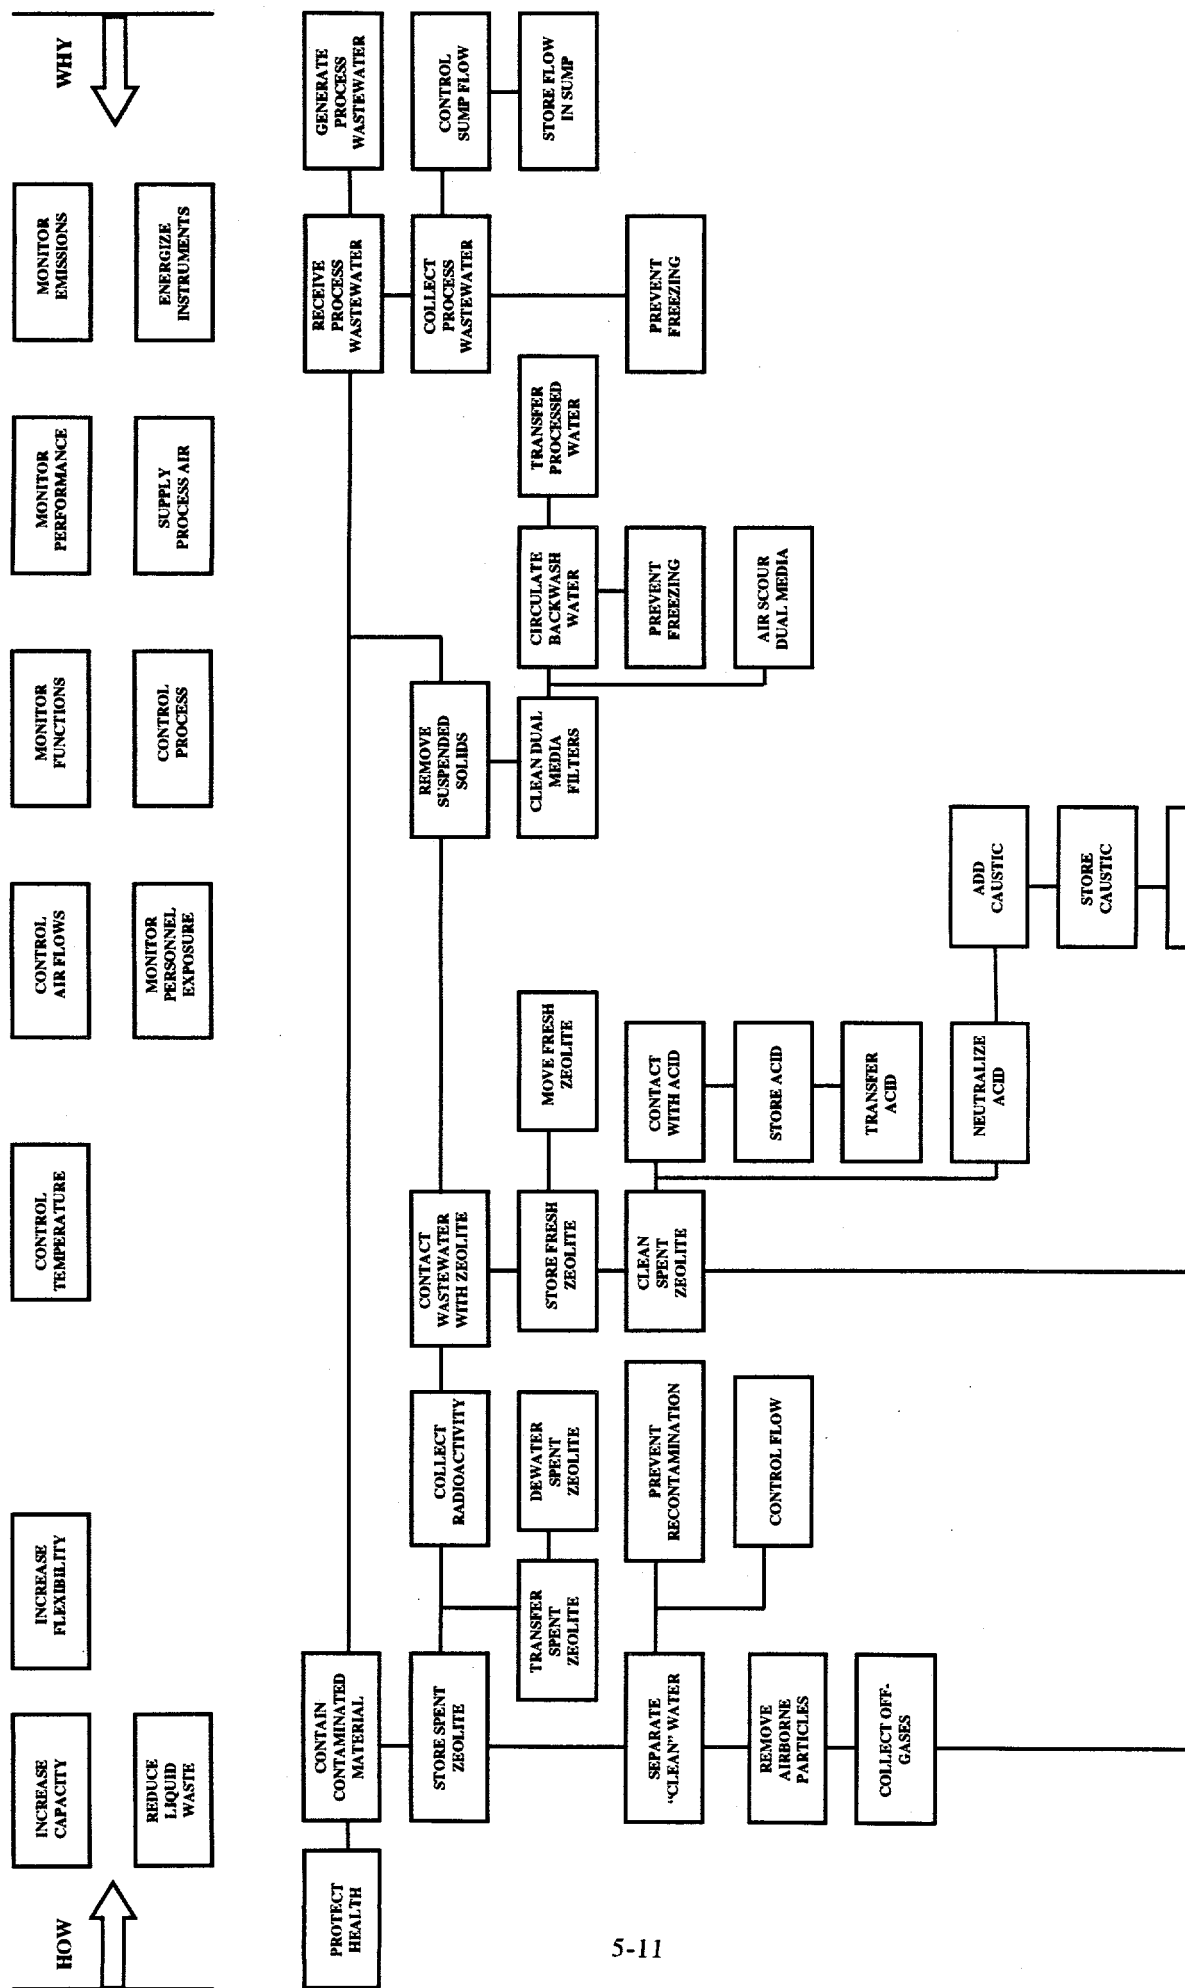 HOW
INCREASE
CAPACITY
INCREASE
FLEXIBILITY
CONTROL
TEMPERATURE
CONTROL
AIR FLOWS
MONITOR
FUNCTIONS
MONITOR
PERFORMANCE
MONITOR
EMISSIONS
WHY
REDUCE
LIQUID
WASTE
MONITOR
PERSONNEL
EXPOSURE
CONTROL
PROCESS
SUPPLY
PROCESS AIR
ENERGIZE
INSTRUMENTS
PROTECT
HEALTH
CONTAIN
CONTAMINATED
MATERIAL
RECEIVE
PROCESS
WASTEWATER
GENERATE
PROCESS
WASTEWATER
STORE SPENT
ZEOLITE
COLLECT
RADIOACTIVITY
CONTACT
WASTEWATER
WITH ZEOLITE
REMOVE
SUSPENDED
SOLIDS
COLLECT
PROCESS
WASTEWATER
CONTROL
SUMP FLOW
TRANSFER
SPENT
ZEOLITE
DEWATER
SPENT
ZEOLITE
STORE FRESH
ZEOLITE
MOVE FRESH
ZEOLITE
CLEAN DUAL
MEDIA
FILTERS
CIRCULATE
BACKWASH
WATER
TRANSFER
PROCESSED
WATER
STORE FLOW
IN SUMP
SEPARATE
"CLEAN" WATER
PREVENT
RECONTAMINATION
CLEAN
SPENT
ZEOLITE
CONTACT
WITH ACID
PREVENT
FREEZING
PREVENT
FREEZING
REMOVE
AIRBORNE
PARTICLES
CONTROL FLOW
STORE ACID
AIR SCOUR
DUAL MEDIA
COLLECT OFF-
GASES
TRANSFER
ACID
NEUTRALIZE
ACID
ADD
CAUSTIC
STORE
CAUSTIC
5-11